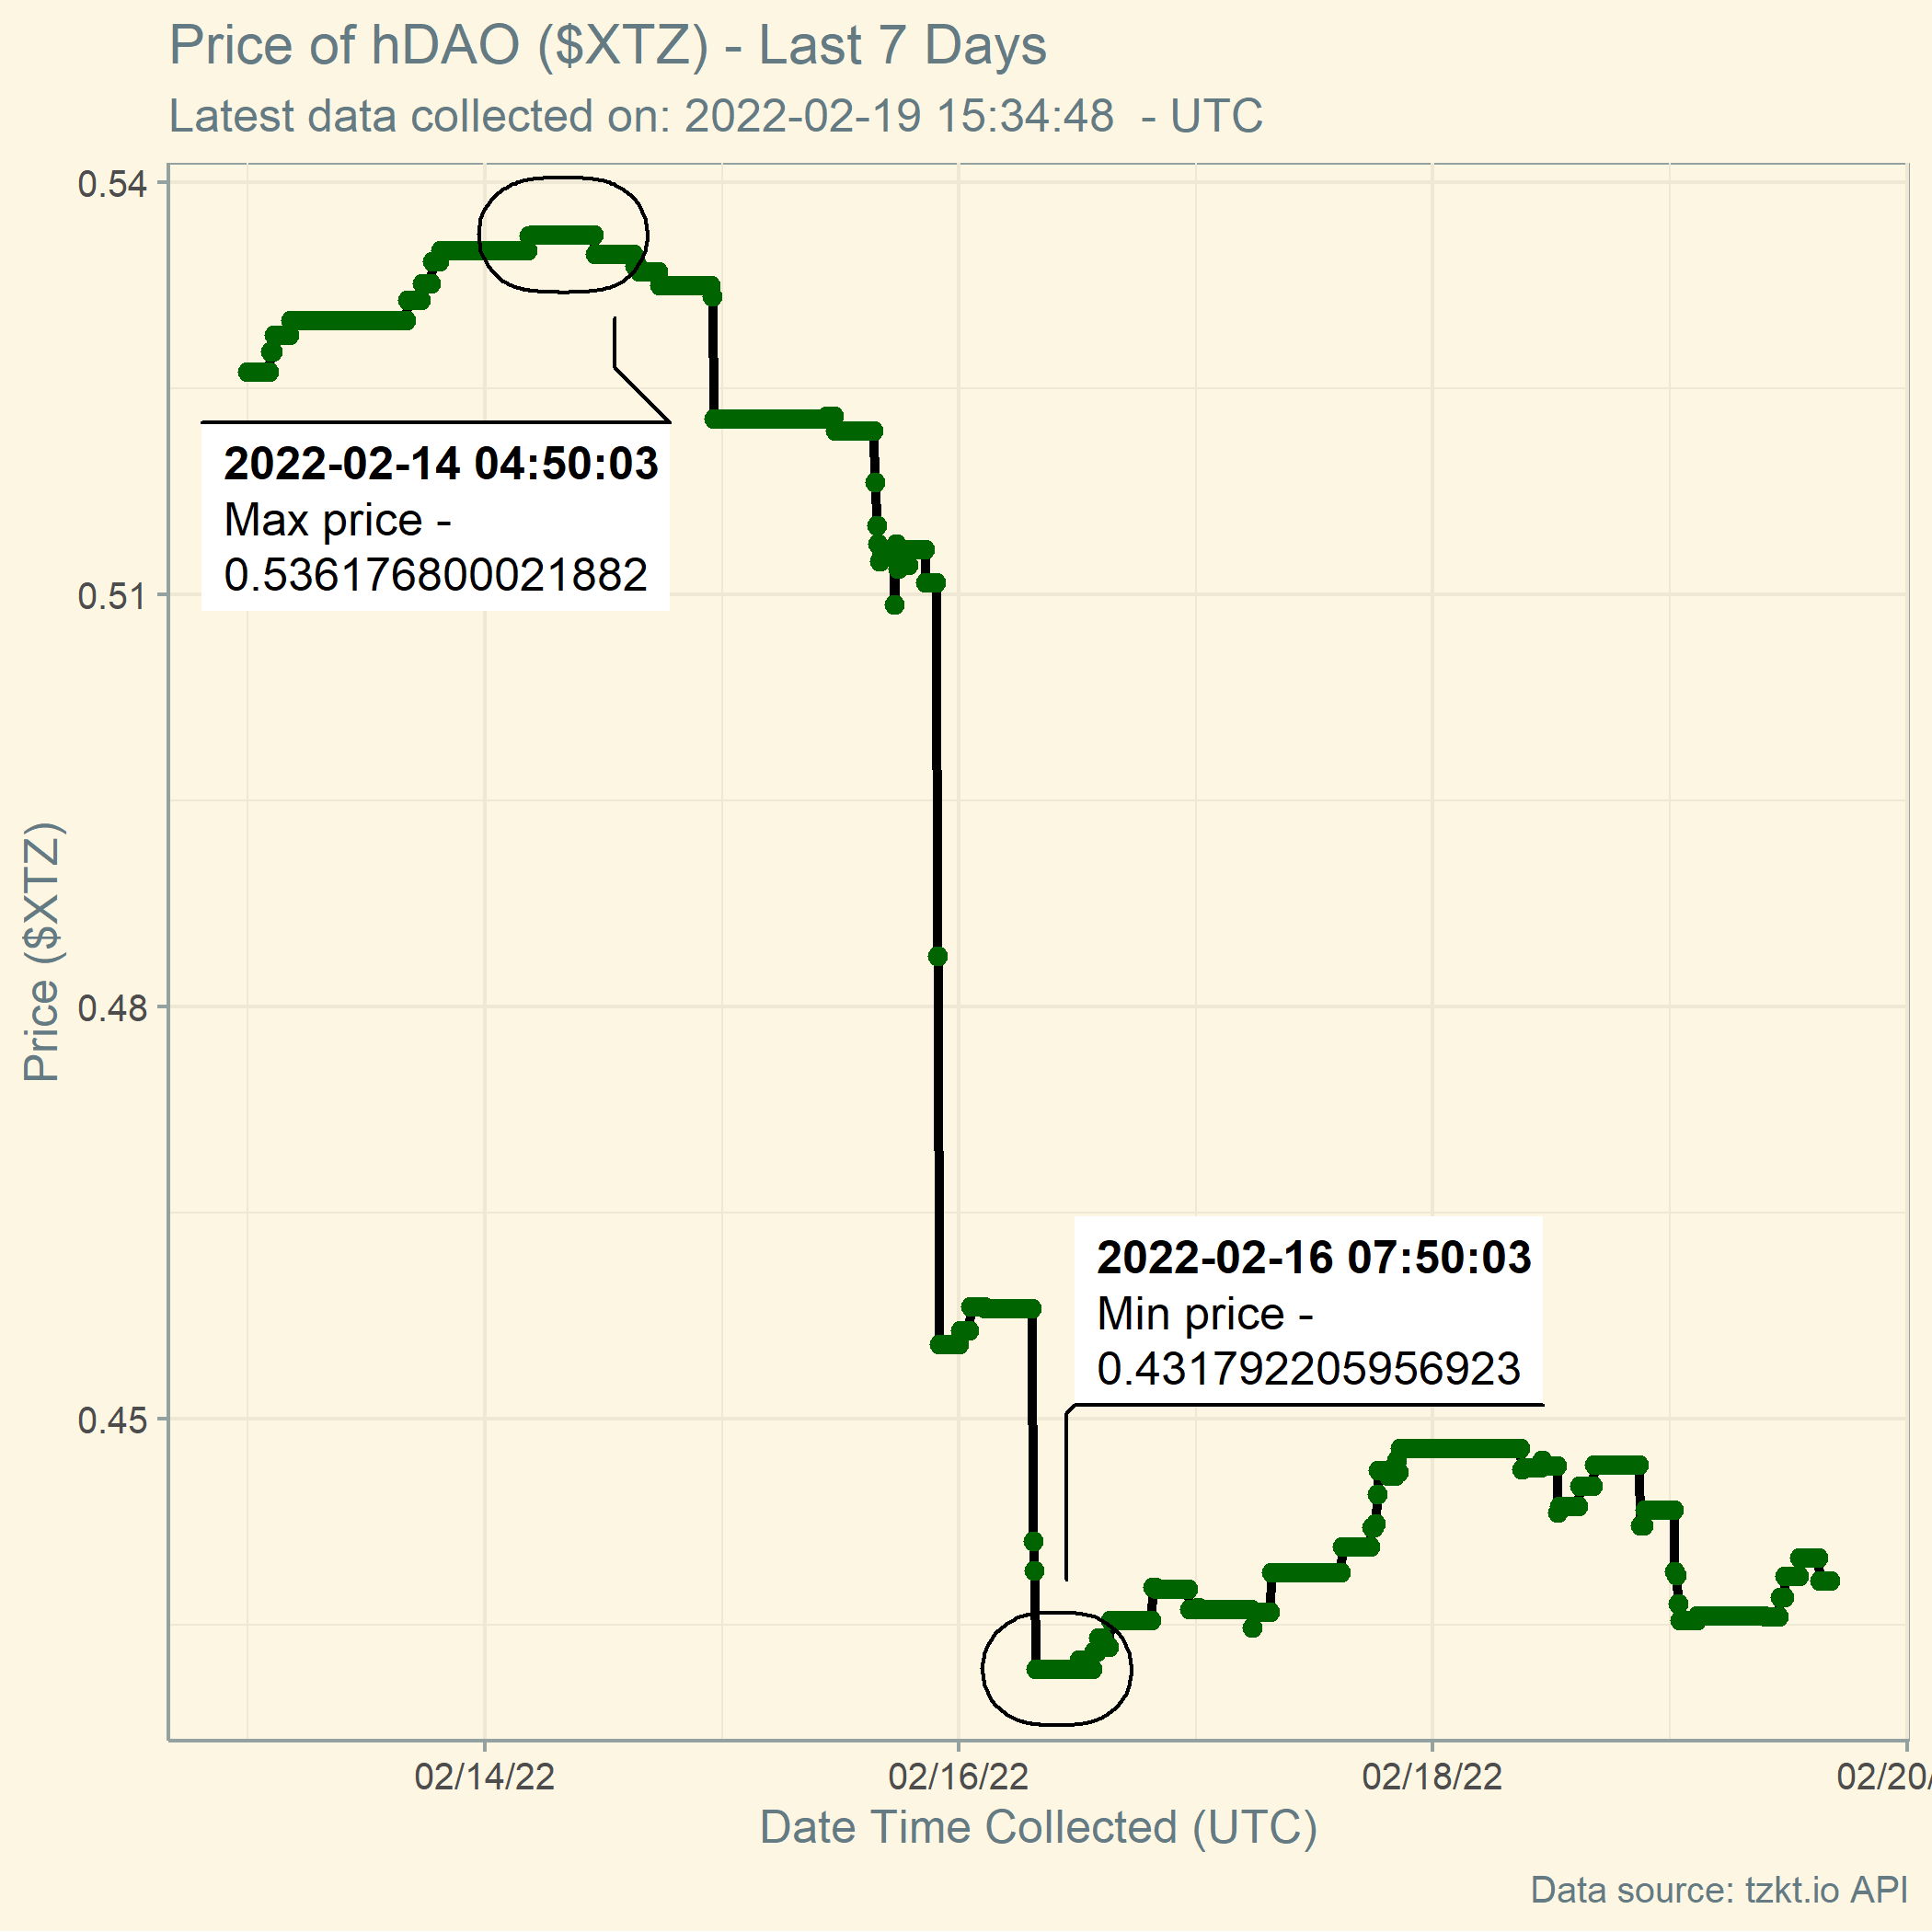 Price of hDAO ($XTZ) - Last 7 Days
Latest data collected on: 2022-02-19 15:34:48  - UTC
0.54
2022-02-14 04:50:03
Max price -
0.536176800021882
0.51
Price ($XTZ)
0.48
2022-02-16 07:50:03
Min price -
0.431792205956923
0.45
02/14/22
02/16/22
02/18/22
02/20/
Date Time Collected (UTC)
Data source: tzkt.io API